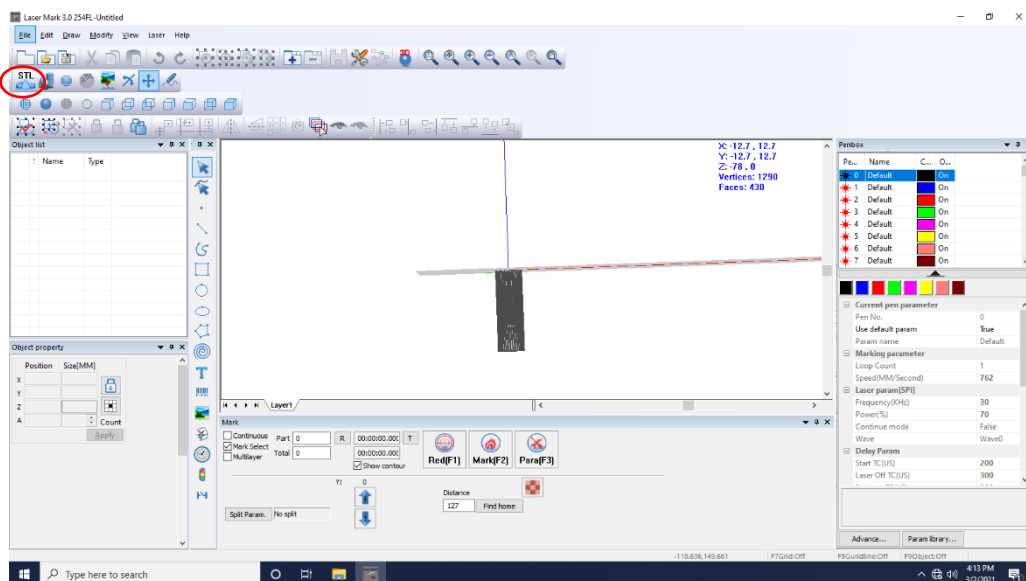 Laser Mark 3.0 254FL-Untitled
File Edit Draw Modify View Laser Help
3D
STL
Object list
Name Type
X: -12.7 , 12.7
Y: -12.7 , 12.7
Z: -78 , 0
Vertices: 1290
Faces: 430
Penbox
Pe... Name C... O...
0 Default On
1 Default On
2 Default On
3 Default On
4 Default On
5 Default On
6 Default On
7 Default On
Current pen parameter
Pen No. 0
Use default param True
Param name Default
Marking parameter
Loop Count 1
Speed(MM/Second) 762
Laser param[SPI]
Frequency(KHz) 30
Power(%) 70
Continue mode False
Wave Wave0
Delay Param
Start TC(US) 200
Laser Off TC(US) 300
Advance... Param library...
Object property
Position Size[MM]
X
Y
Z
A Count
Apply
T
Layer1
Mark
Continuous Part 0 R 00:00:00.00( T
Mark Select Total 0 00:00:00.00(
Multilayer Show contour
Red(F1) Mark(F2) Para(F3)
Y: 0
Distance
127 Find home
Split Param. No split
-118.636,149.661 F7Grid:Off F8Guildline:Off F9Object:Off
Type here to search
4:13 PM
3/2/2021